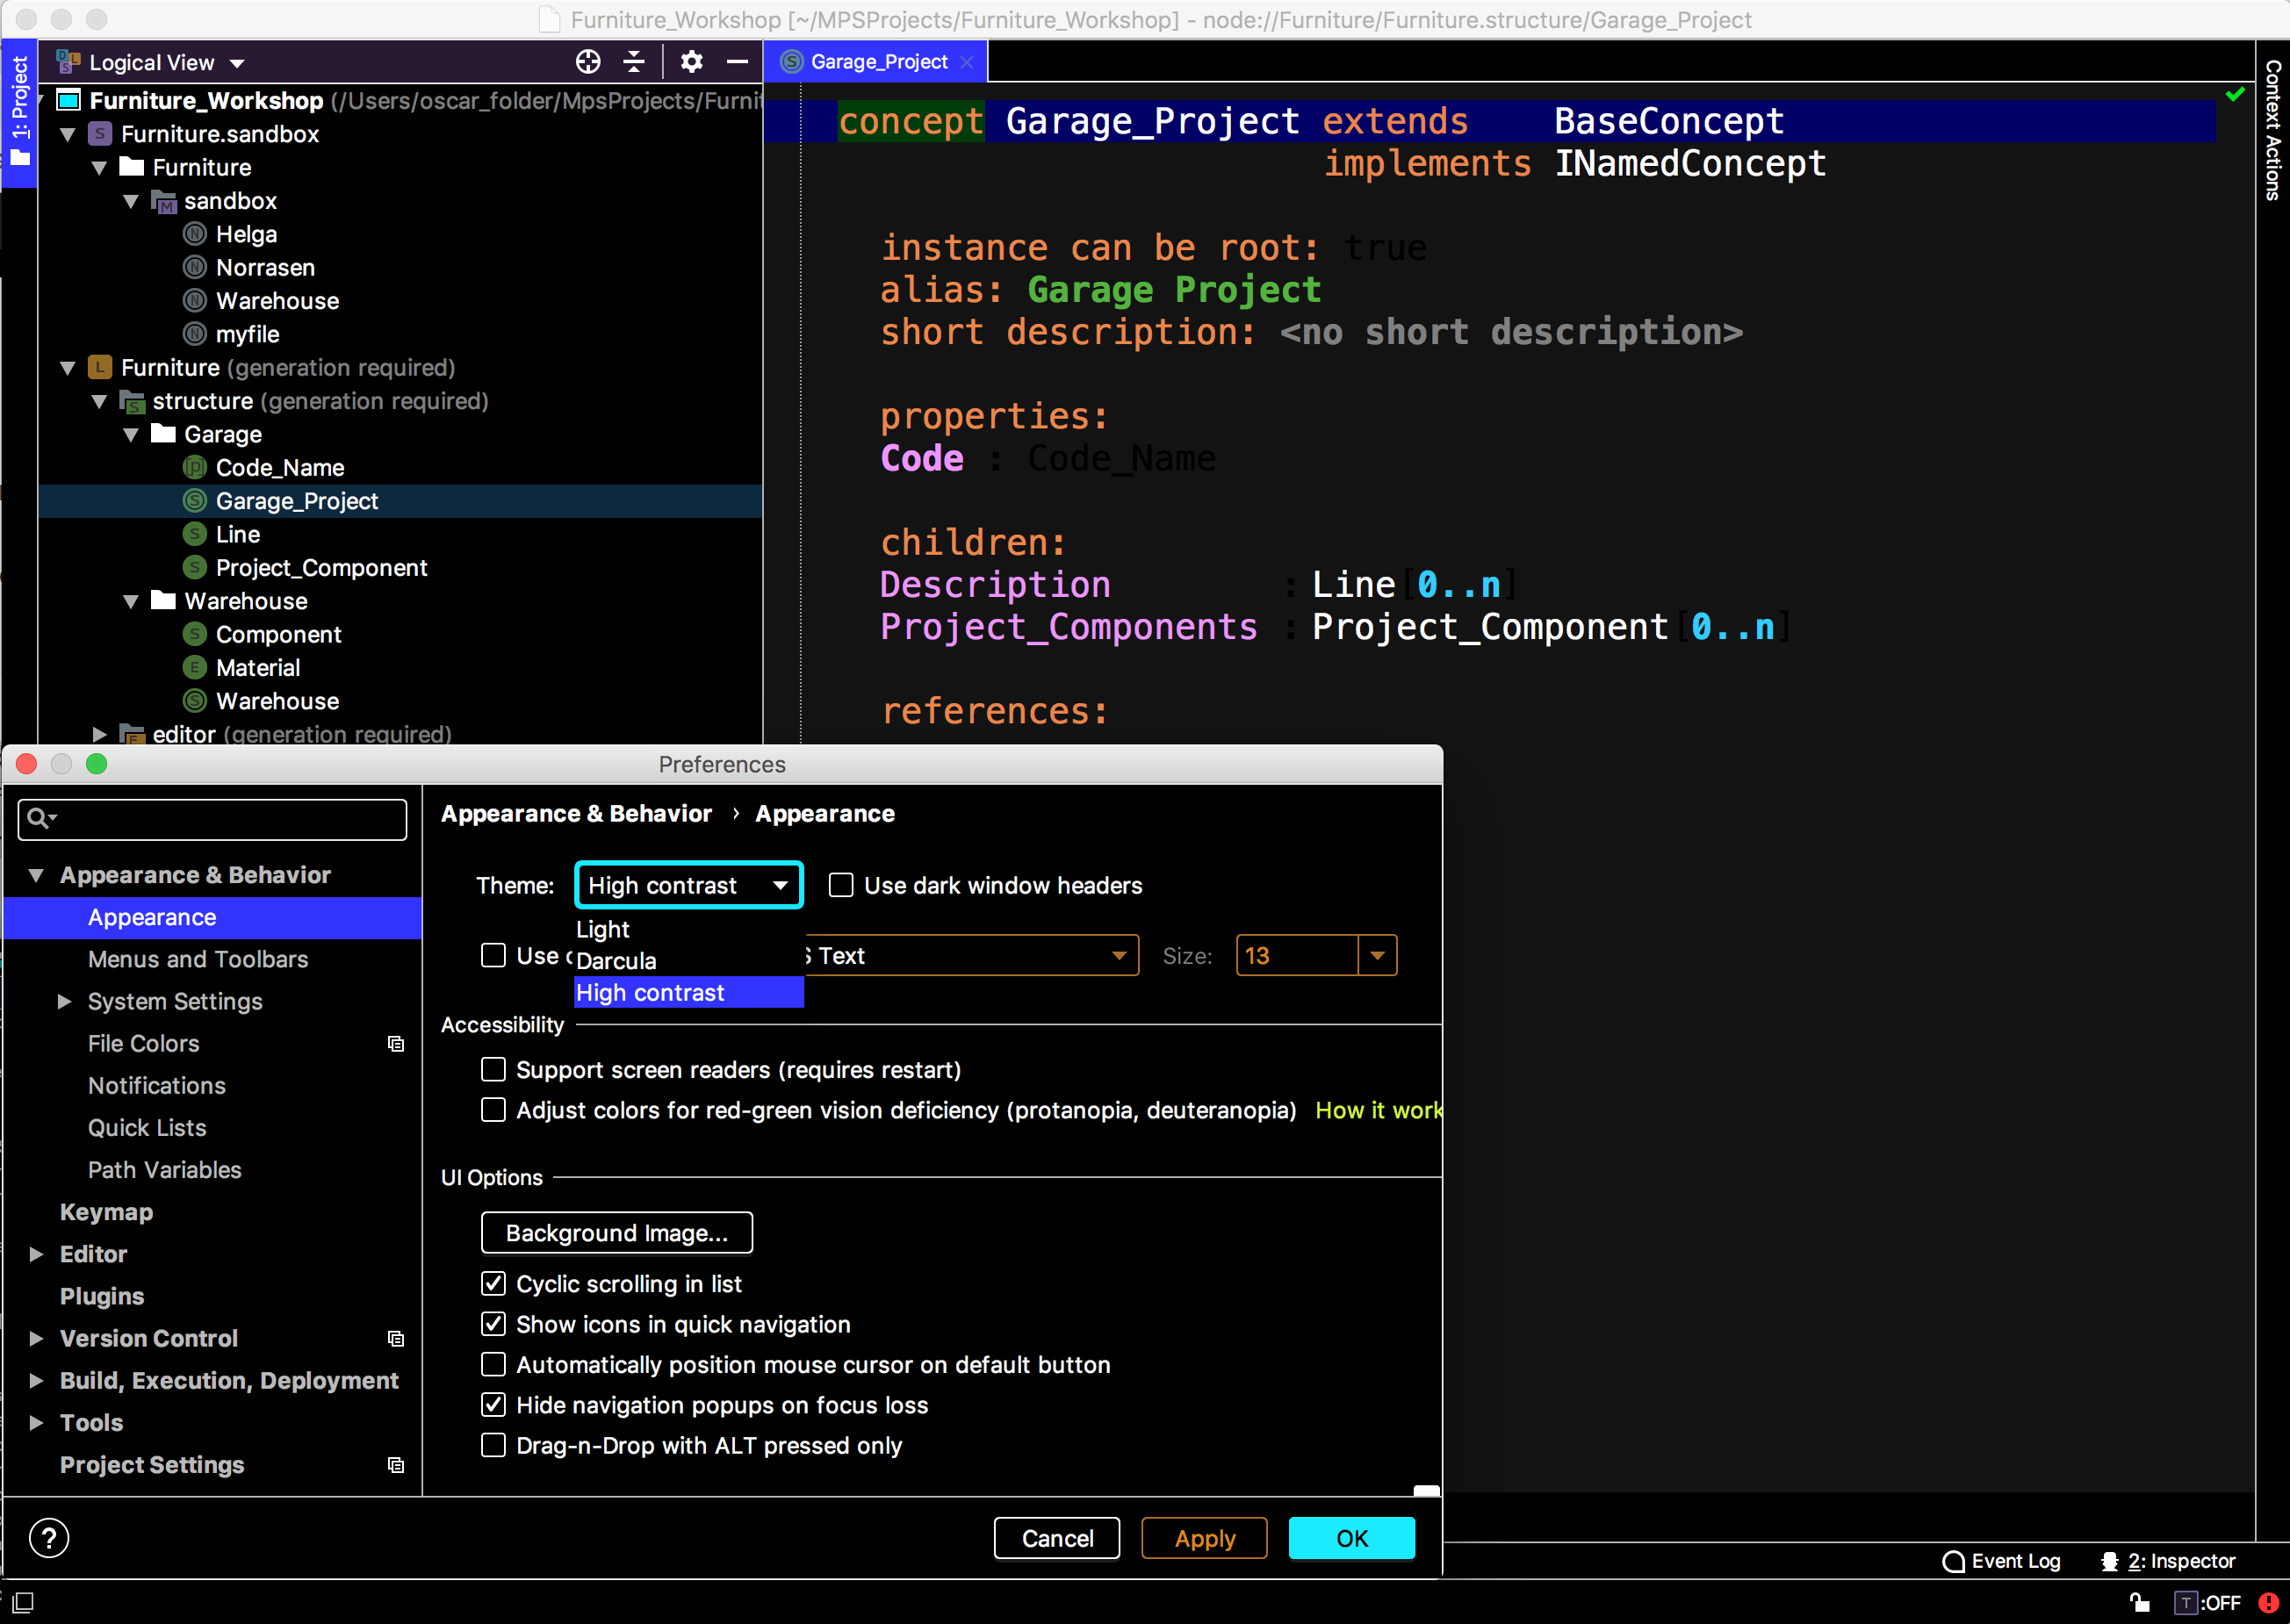 Furniture_Workshop [~/MPSProjects/Furniture_Workshop] - node://Furniture/Furniture.structure/Garage_Project
1: Project
Logical View
Furniture_Workshop (/Users/oscar_folder/MpsProjects/Furnit
Furniture.sandbox
Furniture
sandbox
Helga
Norrasen
Warehouse
myfile
Furniture (generation required)
structure (generation required)
Garage
Code_Name
Garage_Project
Line
Project_Component
Warehouse
Component
Material
Warehouse
editor (generation required)
Garage_Project
concept Garage_Project extends BaseConcept
implements INamedConcept
instance can be root: true
alias: Garage Project
short description: <no short description>
properties:
Code : Code_Name
children:
Description : Line[0..n]
Project_Components : Project_Component[0..n]
references:
Context Actions
Preferences
Appearance & Behavior
Appearance
Menus and Toolbars
System Settings
File Colors
Notifications
Quick Lists
Path Variables
Keymap
Editor
Plugins
Version Control
Build, Execution, Deployment
Tools
Project Settings
Appearance & Behavior › Appearance
Theme: High contrast Use dark window headers
Light
Darcula
High contrast
Use Text Size: 13
Accessibility
Support screen readers (requires restart)
Adjust colors for red-green vision deficiency (protanopia, deuteranopia) How it work
UI Options
Background Image...
Cyclic scrolling in list
Show icons in quick navigation
Automatically position mouse cursor on default button
Hide navigation popups on focus loss
Drag-n-Drop with ALT pressed only
? Cancel Apply OK
Event Log 2: Inspector
T :OFF